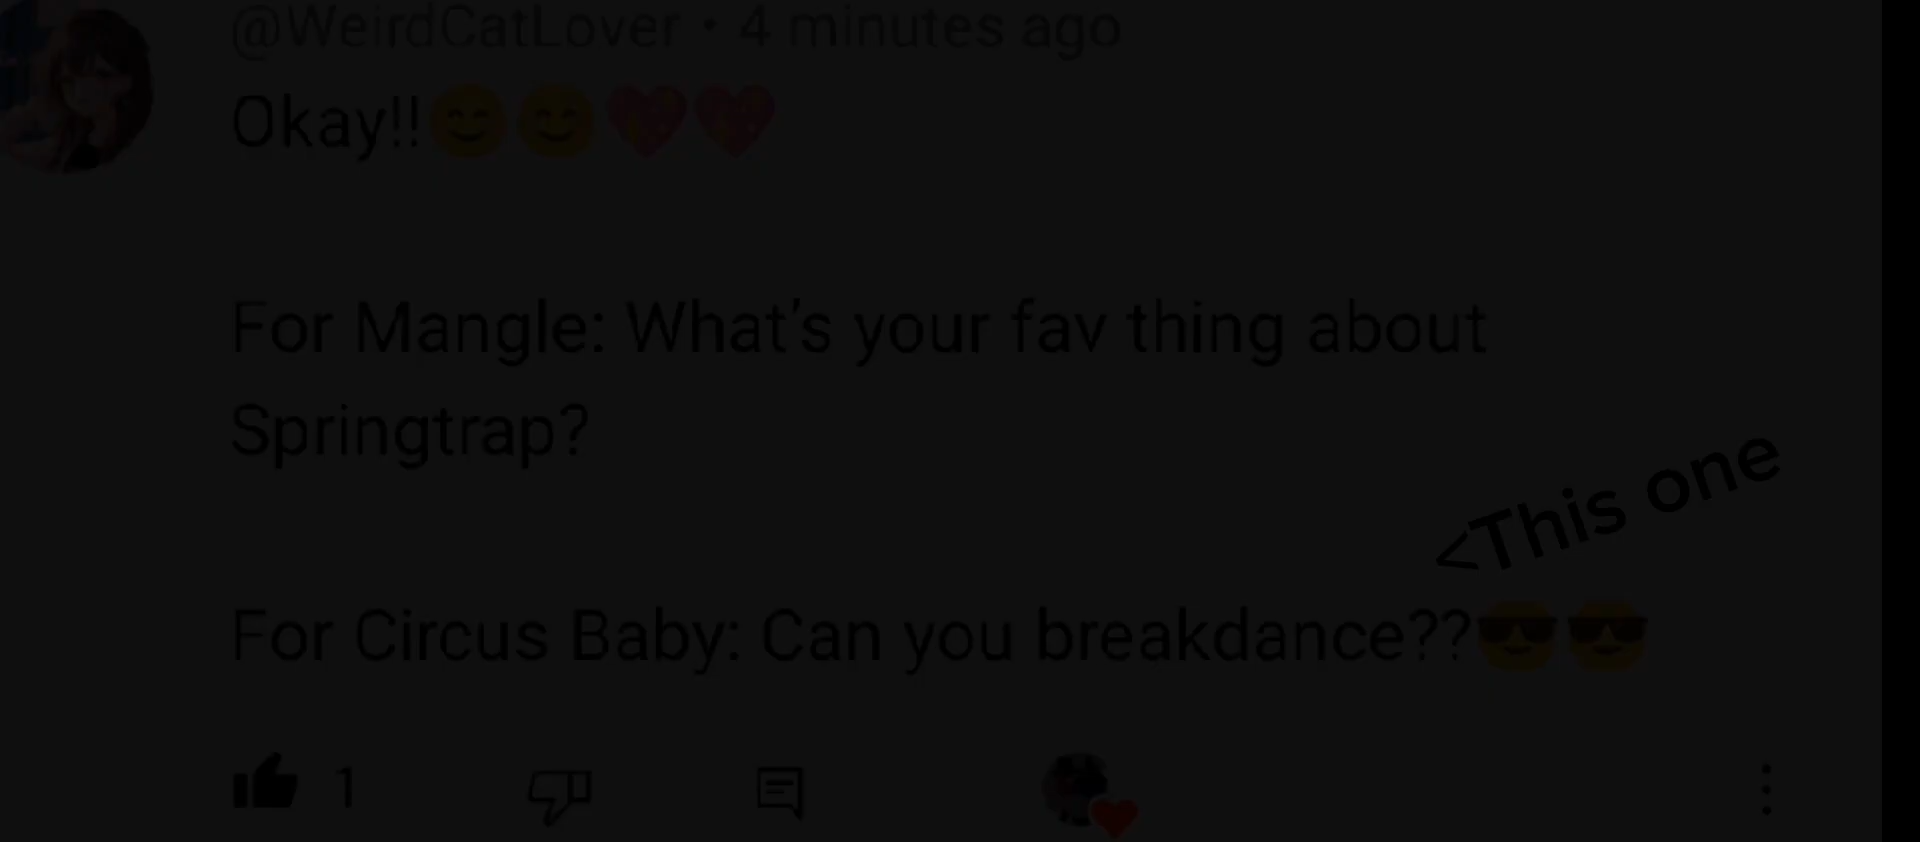 @WeirdCatLover · 4 minutes ago
Okay!!😊😊💖💖
For Mangle: What's your fav thing about
Springtrap?
<This one
For Circus Baby: Can you breakdance??😎😎
1